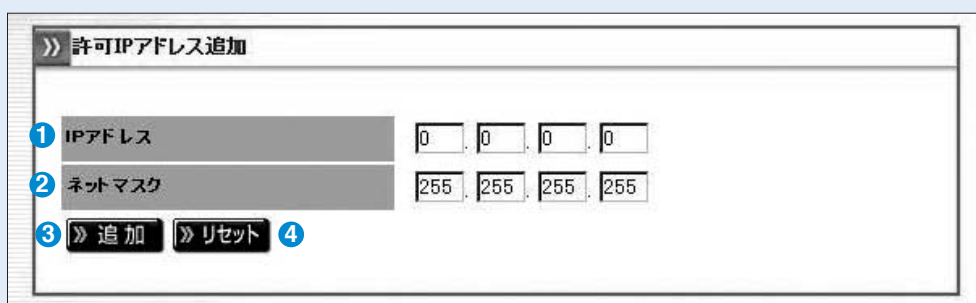 》 許可IPアドレス追加
1 IPアドレス 0 . 0 . 0 . 0
2 ネットマスク 255 . 255 . 255 . 255
3 》 追加 》 リセット 4